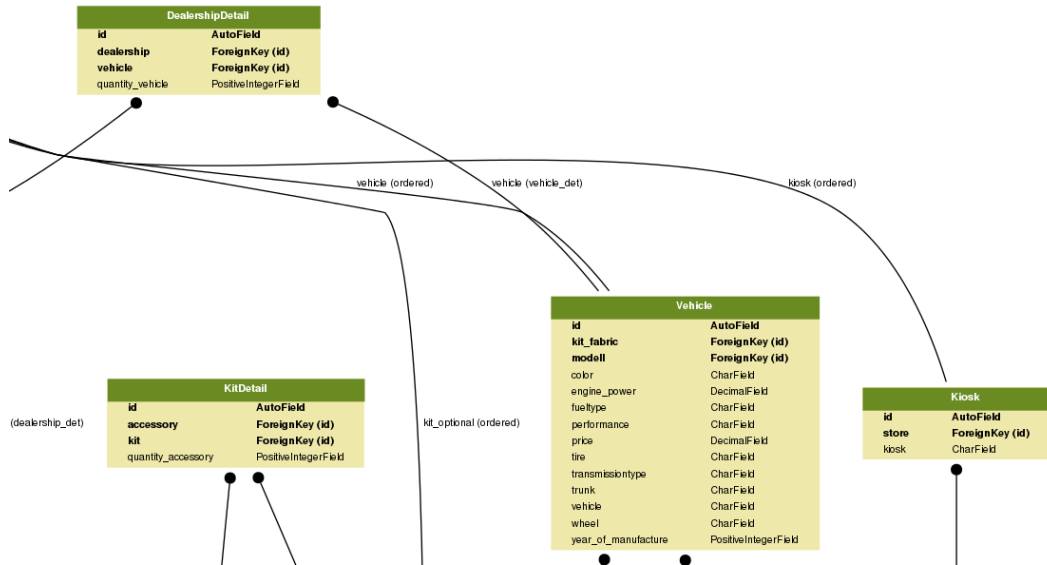 DealershipDetail
id AutoField
dealership ForeignKey (id)
vehicle ForeignKey (id)
quantity_vehicle PositiveIntegerField
vehicle (ordered)
vehicle (vehicle_det)
kiosk (ordered)
Vehicle
id AutoField
kit_fabric ForeignKey (id)
modell ForeignKey (id)
color CharField
engine_power DecimalField
fueltype CharField
performance CharField
price DecimalField
tire CharField
transmissiontype CharField
trunk CharField
vehicle CharField
wheel CharField
year_of_manufacture PositiveIntegerField
KitDetail
id AutoField
accessory ForeignKey (id)
kit ForeignKey (id)
quantity_accessory PositiveIntegerField
Kiosk
id AutoField
store ForeignKey (id)
kiosk CharField
(dealership_det)
kit_optional (ordered)